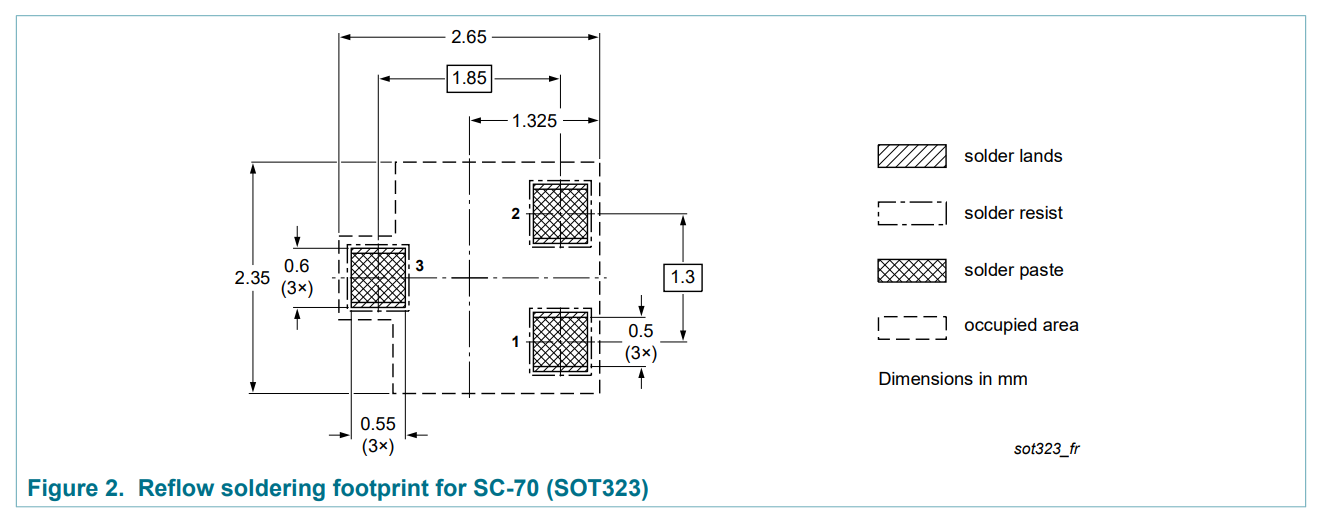 2.65
1.85
1.325
solder lands
2
solder resist
3
0.6
(3×)
2.35
1.3
solder paste
1
0.5
(3×)
occupied area
Dimensions in mm
0.55
(3×)
sot323_fr
Figure 2. Reflow soldering footprint for SC-70 (SOT323)